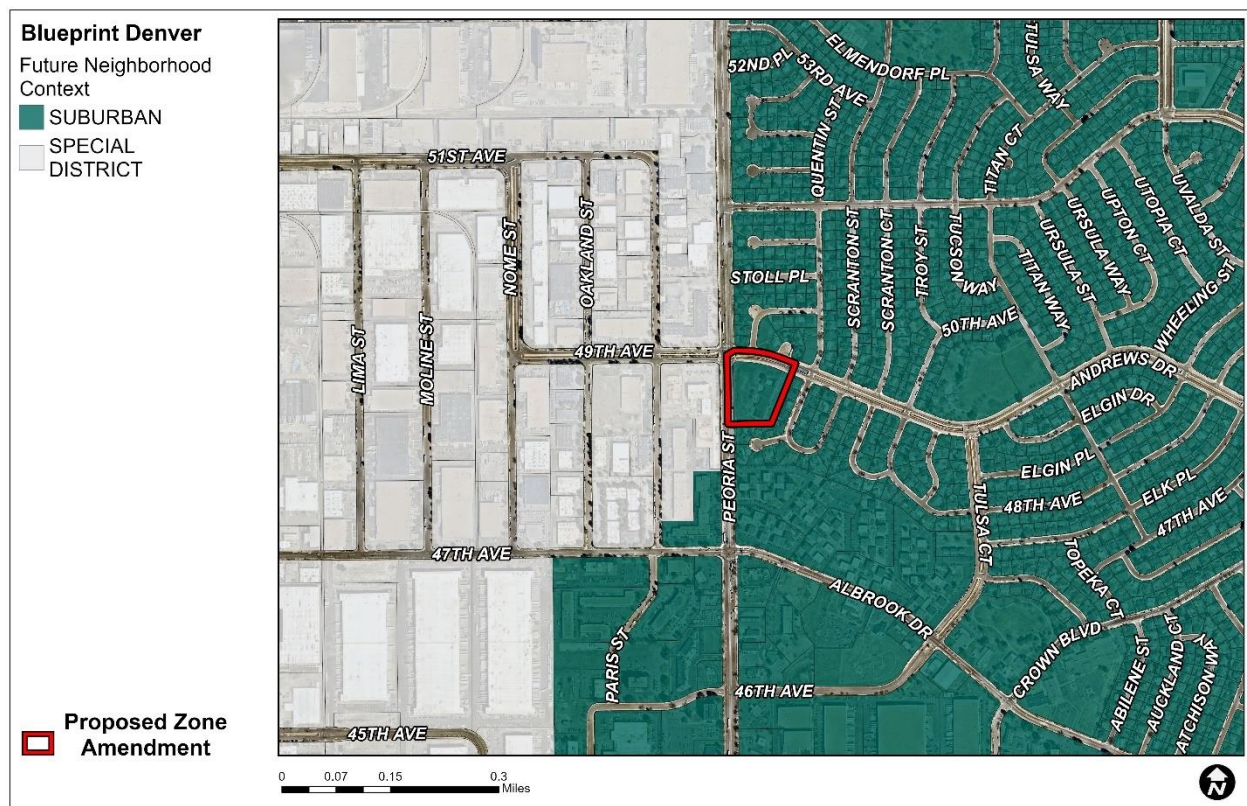 Blueprint Denver
Future Neighborhood
Context
SUBURBAN
SPECIAL
DISTRICT
52ND PL
53RD AVE
ELMENDORF PL
TULSA WAY
51ST AVE
QUENTIN ST
TITAN CT
NOME ST
OAKLAND ST
SCRANTON ST
SCRANTON CT
TROY ST
TUCSON WAY
URSULA ST
URSULA WAY
UPTON CT
UTOPIA CT
UVALDA ST
STOLL PL
TITAN WAY
50TH AVE
WHEELING ST
LIMA ST
MOLINE ST
49TH AVE
ANDREWS DR
ELGIN DR
PEORIA ST
ELGIN PL
48TH AVE
ELK PL
47TH AVE
TULSA CT
47TH AVE
TOPEKA CT
ALBROOK DR
PARIS ST
CROWN BLVD
ABILENE ST
AUCKLAND CT
ATCHISON WA
46TH AVE
45TH AVE
Proposed Zone
Amendment
0 0.07 0.15 0.3
Miles
N